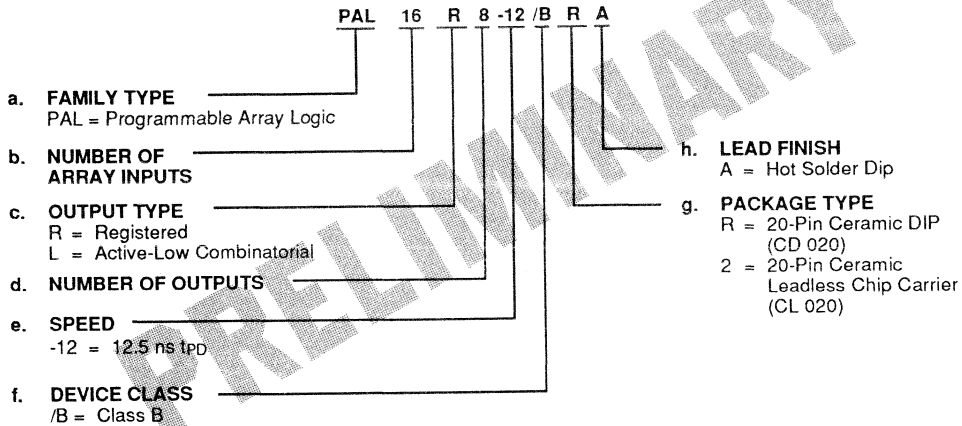 PAL 16 R 8 -12 /B R A
a. FAMILY TYPE
PAL = Programmable Array Logic
b. NUMBER OF
ARRAY INPUTS
c. OUTPUT TYPE
R = Registered
L = Active-Low Combinatorial
d. NUMBER OF OUTPUTS
e. SPEED
-12 = 12.5 ns tPD
f. DEVICE CLASS
/B = Class B
h. LEAD FINISH
A = Hot Solder Dip
g. PACKAGE TYPE
R = 20-Pin Ceramic DIP
(CD 020)
2 = 20-Pin Ceramic
Leadless Chip Carrier
(CL 020)
PRELIMINARY